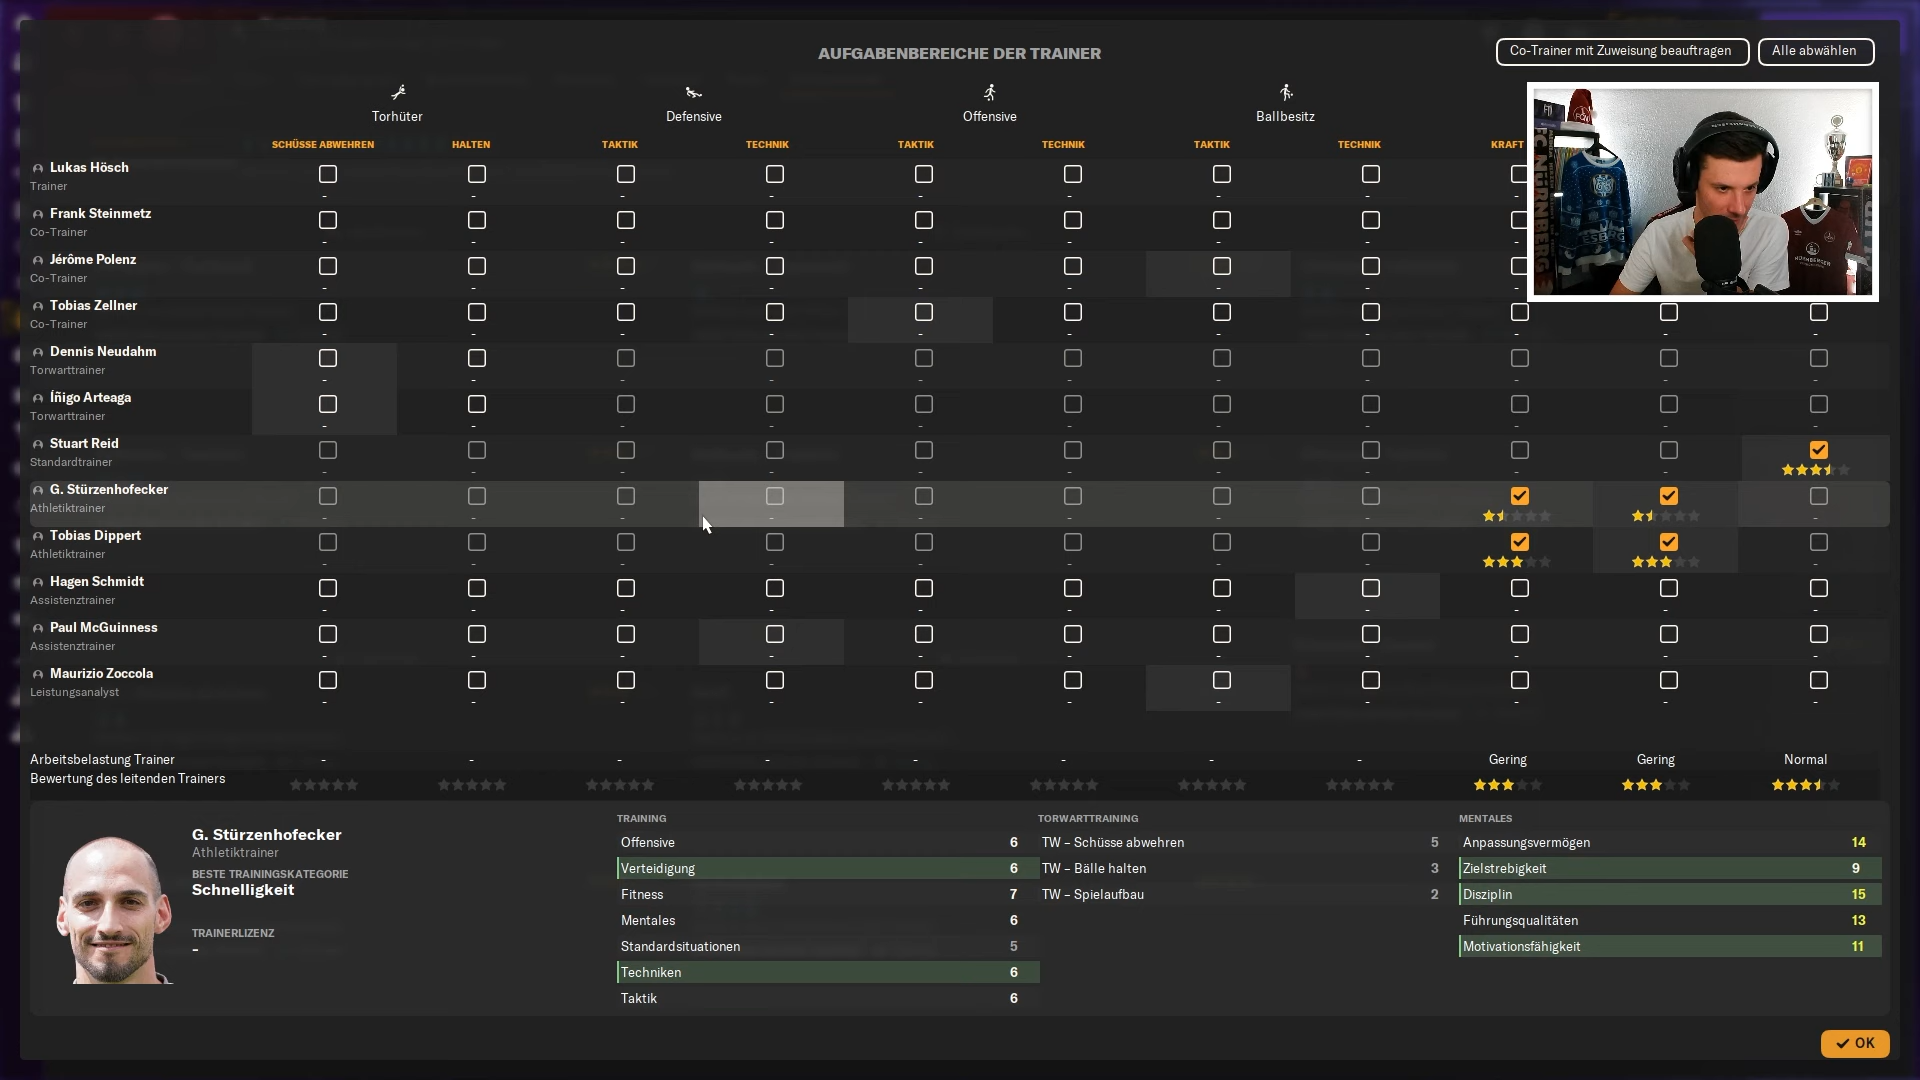 AUFGABENBEREICHE DER TRAINER
Co-Trainer mit Zuweisung beauftragen
Alle abwählen
Torhüter
Defensive
Offensive
Ballbesitz
SCHÜSSE ABWEHREN
HALTEN
TAKTIK
TECHNIK
TAKTIK
TECHNIK
TAKTIK
TECHNIK
KRAFT
Lukas Hösch
Trainer
Frank Steinmetz
Co-Trainer
Jérôme Polenz
Co-Trainer
Tobias Zellner
Co-Trainer
Dennis Neudahm
Torwarttrainer
Íñigo Arteaga
Torwarttrainer
Stuart Reid
Standardtrainer
G. Stürzenhofecker
Athletiktrainer
Tobias Dippert
Athletiktrainer
Hagen Schmidt
Assistenztrainer
Paul McGuinness
Assistenztrainer
Maurizio Zoccola
Leistungsanalyst
Arbeitsbelastung Trainer - - - - - - - - Gering Gering Normal
Bewertung des leitenden Trainers
G. Stürzenhofecker
Athletiktrainer
BESTE TRAININGSKATEGORIE
Schnelligkeit
TRAINERLIZENZ
-
TRAINING
Offensive 6
Verteidigung 6
Fitness 7
Mentales 6
Standardsituationen 5
Techniken 6
Taktik 6
TORWARTTRAINING
TW – Schüsse abwehren 5
TW – Bälle halten 3
TW – Spielaufbau 2
MENTALES
Anpassungsvermögen 14
Zielstrebigkeit 9
Disziplin 15
Führungsqualitäten 13
Motivationsfähigkeit 11
OK